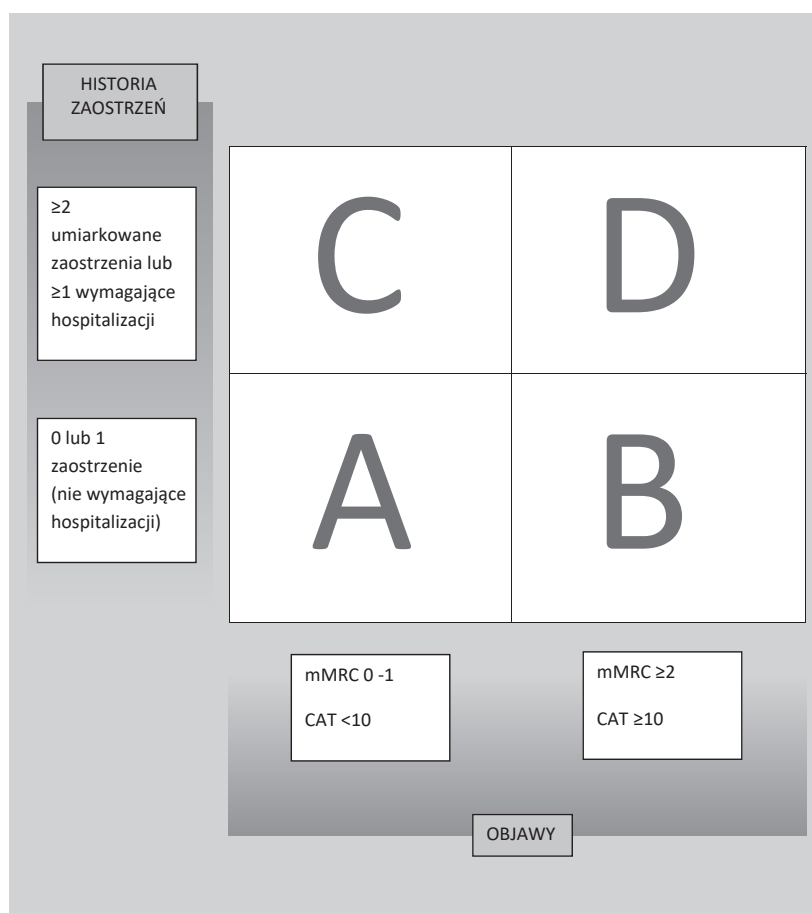 HISTORIA
ZAOSTRZEŃ
≥2
umiarkowane
zaostrzenia lub
≥1 wymagające
hospitalizacji
C
D
0 lub 1
zaostrzenie
(nie wymagające
hospitalizacji)
A
B
mMRC 0 -1
CAT <10
mMRC ≥2
CAT ≥10
OBJAWY